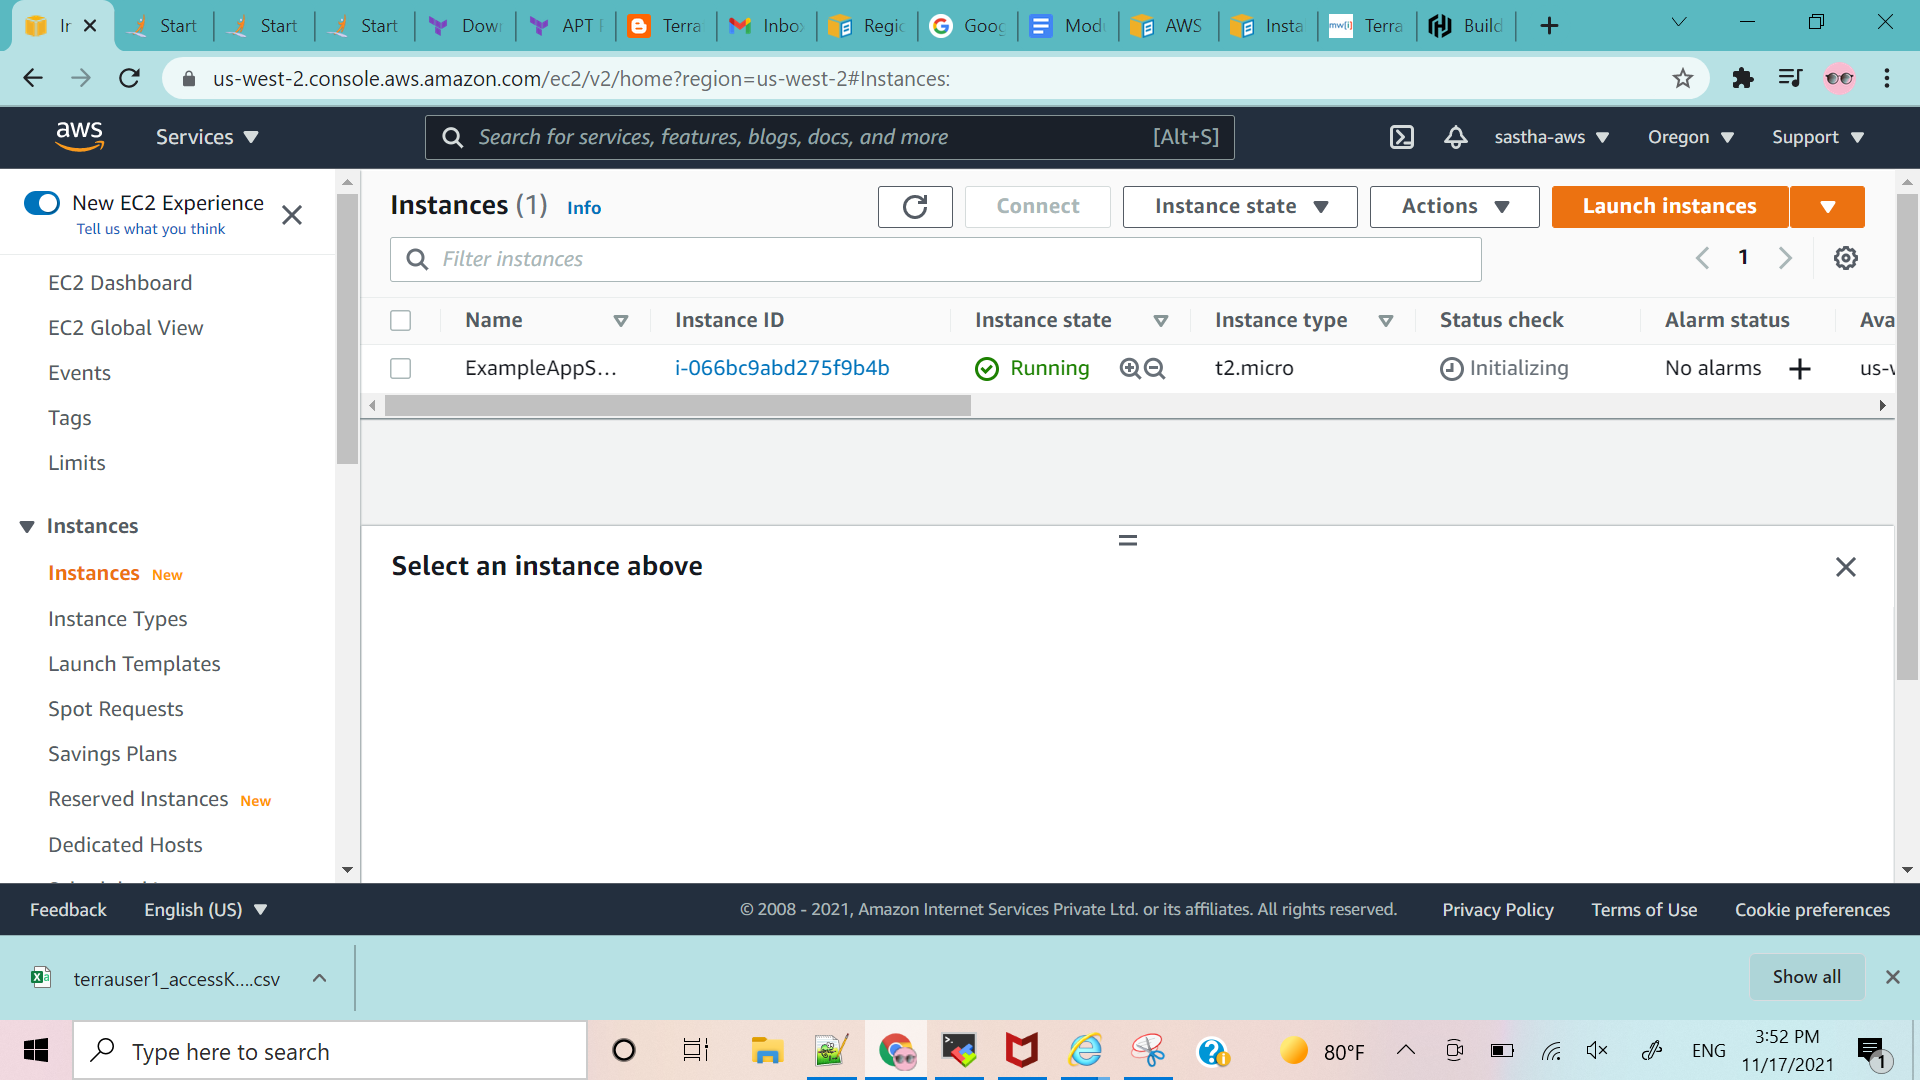 Ir
Start
Start
Start
Dow
APT
Terra
Inbo
Regi
Goog
Mod
AWS
Insta
mw[i] Terra
Build
us-west-2.console.aws.amazon.com/ec2/v2/home?region=us-west-2#Instances:
aws Services Search for services, features, blogs, docs, and more [Alt+S] sastha-aws Oregon Support
New EC2 Experience
Tell us what you think
EC2 Dashboard
EC2 Global View
Events
Tags
Limits
Instances
Instances New
Instance Types
Launch Templates
Spot Requests
Savings Plans
Reserved Instances New
Dedicated Hosts
Instances (1) Info Connect Instance state Actions Launch instances
Filter instances 1
Name Instance ID Instance state Instance type Status check Alarm status Ava
ExampleAppS... i-066bc9abd275f9b4b Running t2.micro Initializing No alarms us-w
Select an instance above
Feedback English (US) © 2008 - 2021, Amazon Internet Services Private Ltd. or its affiliates. All rights reserved. Privacy Policy Terms of Use Cookie preferences
terrauser1_accessK....csv Show all
Type here to search 80°F ENG 3:52 PM
11/17/2021 1